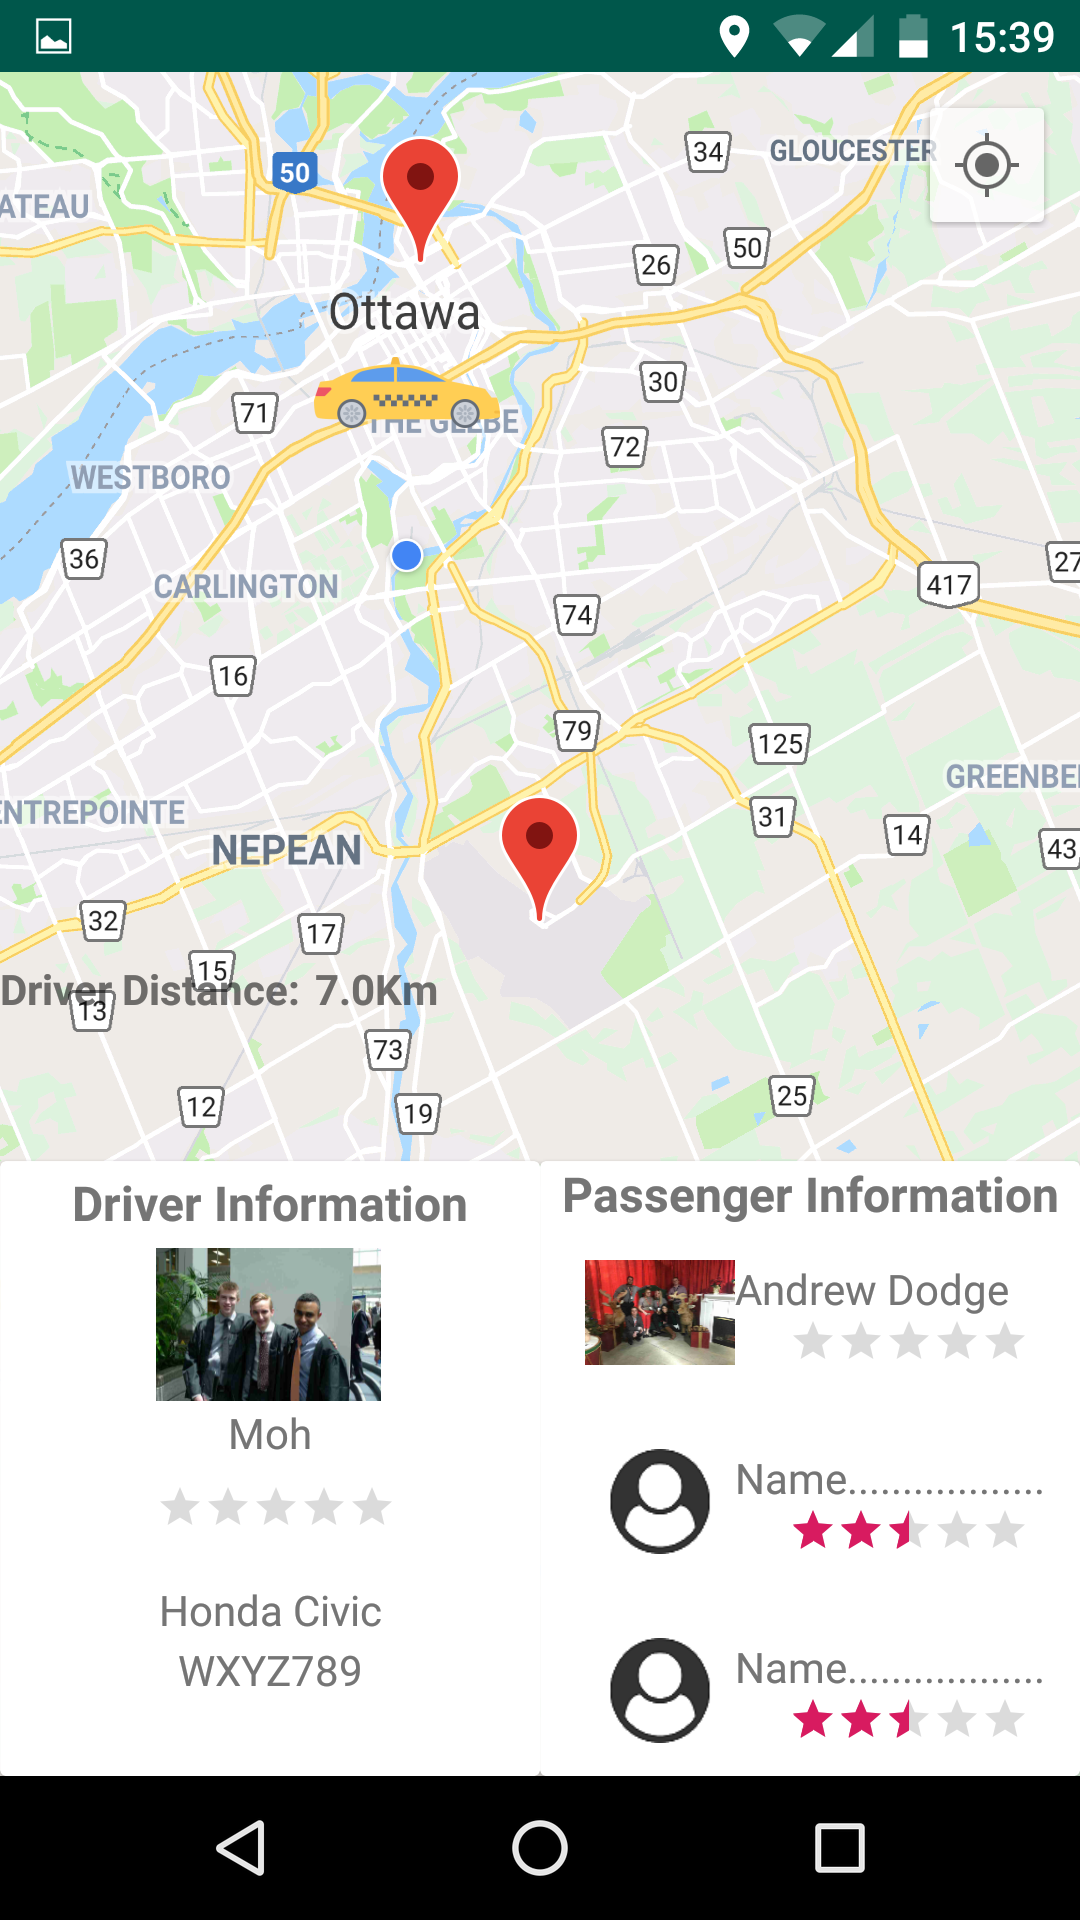 15:39
50
34
GLOUCESTER
ATEAU
50
26
Ottawa
30
71
THE GLEBE
72
WESTBORO
36
27
CARLINGTON
417
74
16
79
125
GREENBE
ENTREPOINTE
31
14
NEPEAN
43
32
17
15
Driver Distance: 7.0Km
13
73
12
19
25
Driver Information
Moh
Honda Civic
WXYZ789
Passenger Information
Andrew Dodge
Name..................
Name..................